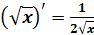 (√x)′ = 1/(2√x)